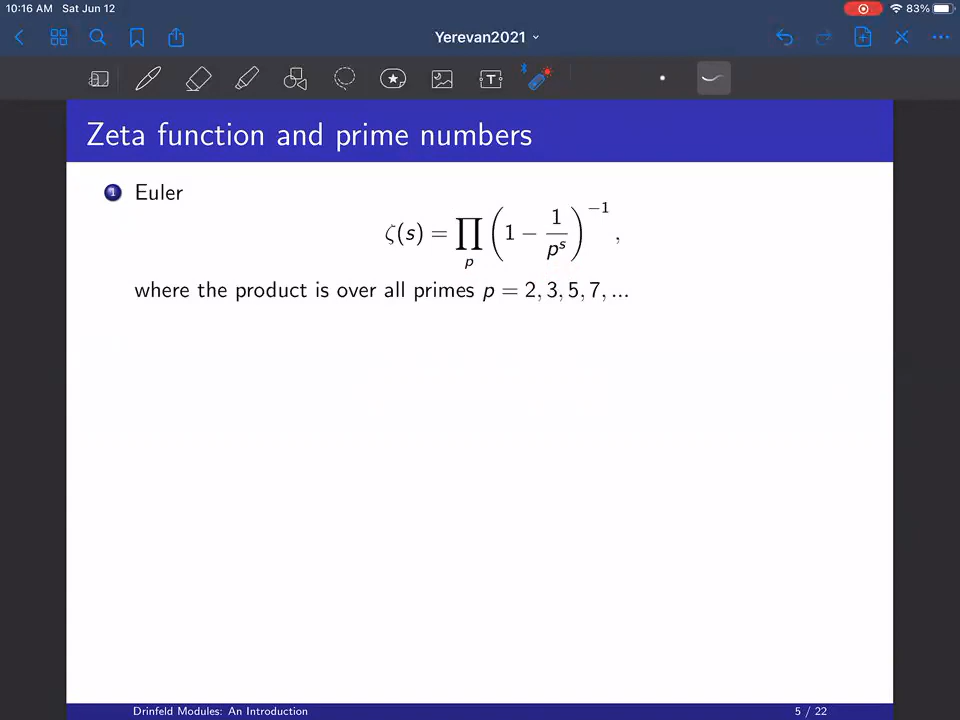 10:16 AM Sat Jun 12
83%
Yerevan2021
T
Zeta function and prime numbers
1 Euler
ζ(s) = ∏_p (1 − 1/p^s)^{−1},
where the product is over all primes p = 2, 3, 5, 7, ...
Drinfeld Modules: An Introduction
5 / 22